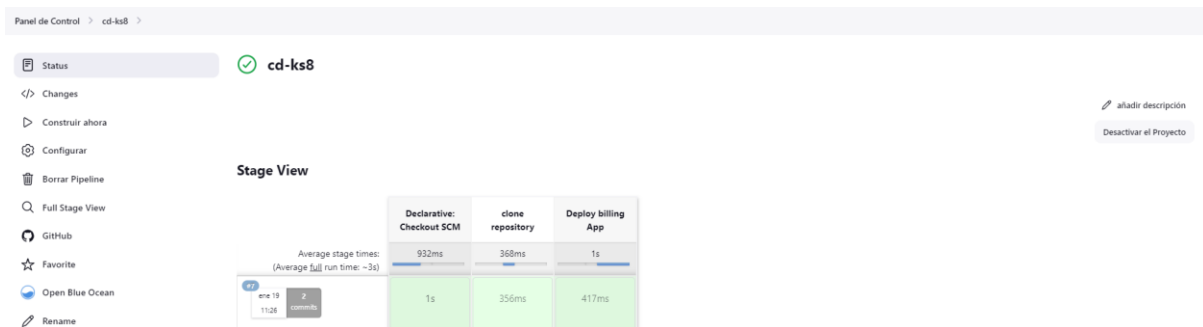 Panel de Control > cd-ks8 >
Status
cd-ks8
Changes
añadir descripción
Construir ahora
Desactivar el Proyecto
Configurar
Stage View
Borrar Pipeline
Full Stage View
Declarative: Checkout SCM
clone repository
Deploy billing App
GitHub
Average stage times:
932ms 368ms 1s
(Average full run time: ~3s)
Favorite
#7
Open Blue Ocean
ene 19
11:26
2
commits
1s 356ms 417ms
Rename